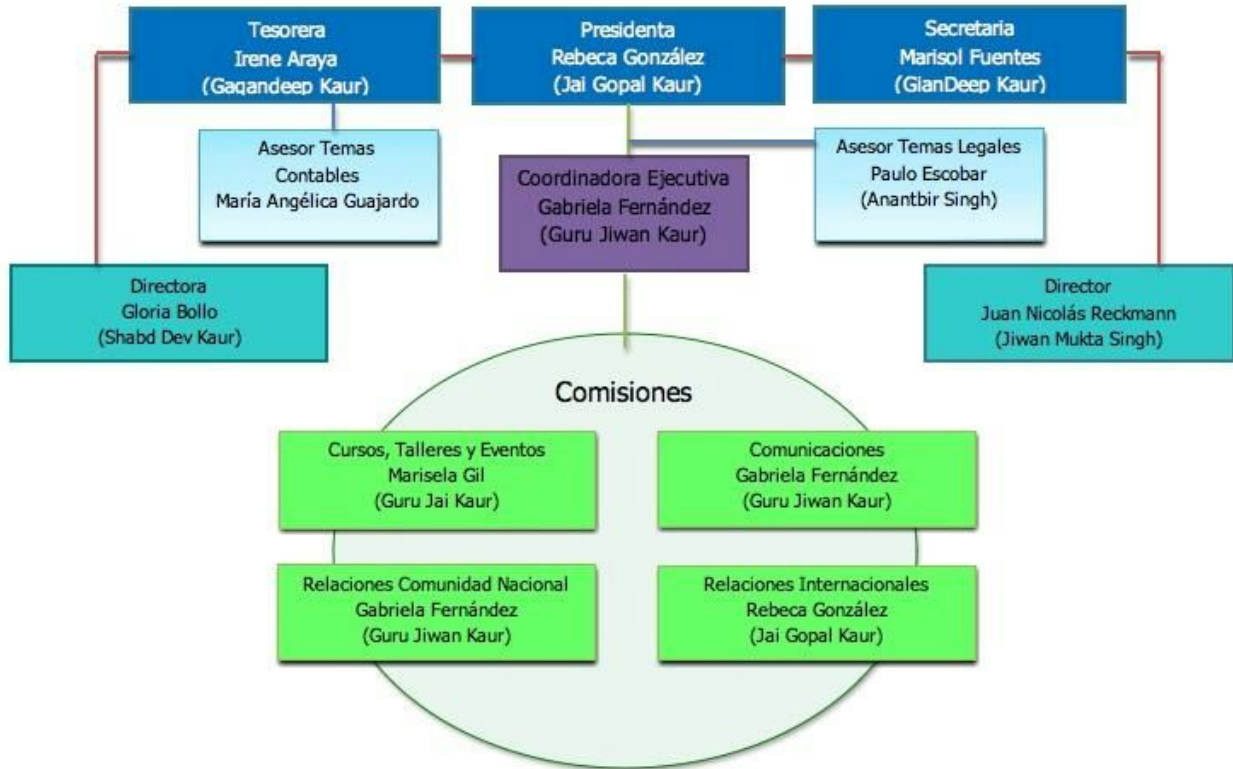 Tesorera
Irene Araya
(Gagandeep Kaur)
Presidenta
Rebeca González
(Jai Gopal Kaur)
Secretaria
Marisol Fuentes
(GianDeep Kaur)
Asesor Temas
Contables
María Angélica Guajardo
Coordinadora Ejecutiva
Gabriela Fernández
(Guru Jiwan Kaur)
Asesor Temas Legales
Paulo Escobar
(Anantbir Singh)
Directora
Gloria Bollo
(Shabd Dev Kaur)
Director
Juan Nicolás Reckmann
(Jiwan Mukta Singh)
Comisiones
Cursos, Talleres y Eventos
Marisela Gil
(Guru Jai Kaur)
Comunicaciones
Gabriela Fernández
(Guru Jiwan Kaur)
Relaciones Comunidad Nacional
Gabriela Fernández
(Guru Jiwan Kaur)
Relaciones Internacionales
Rebeca González
(Jai Gopal Kaur)